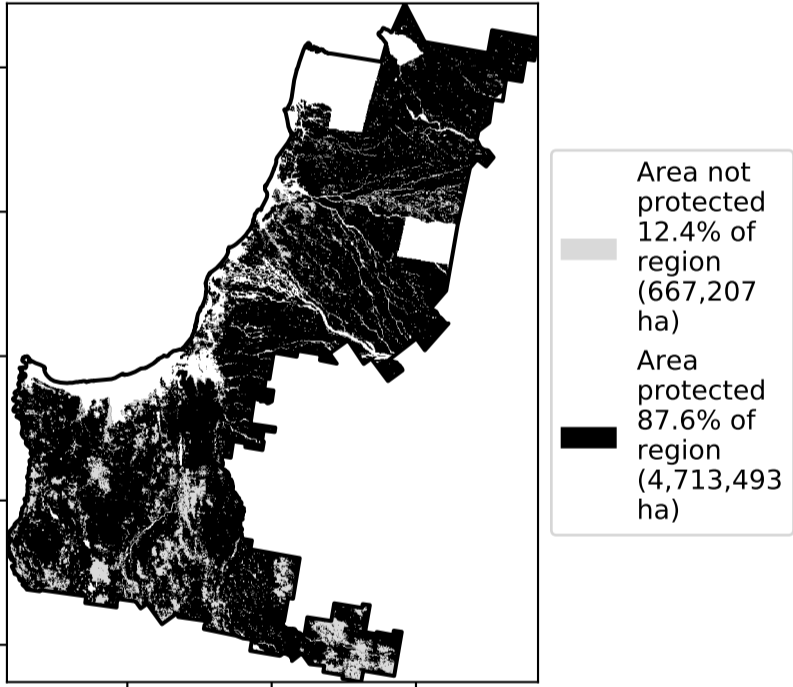 Area not
protected
12.4% of
region
(667,207
ha)
Area
protected
87.6% of
region
(4,713,493
ha)